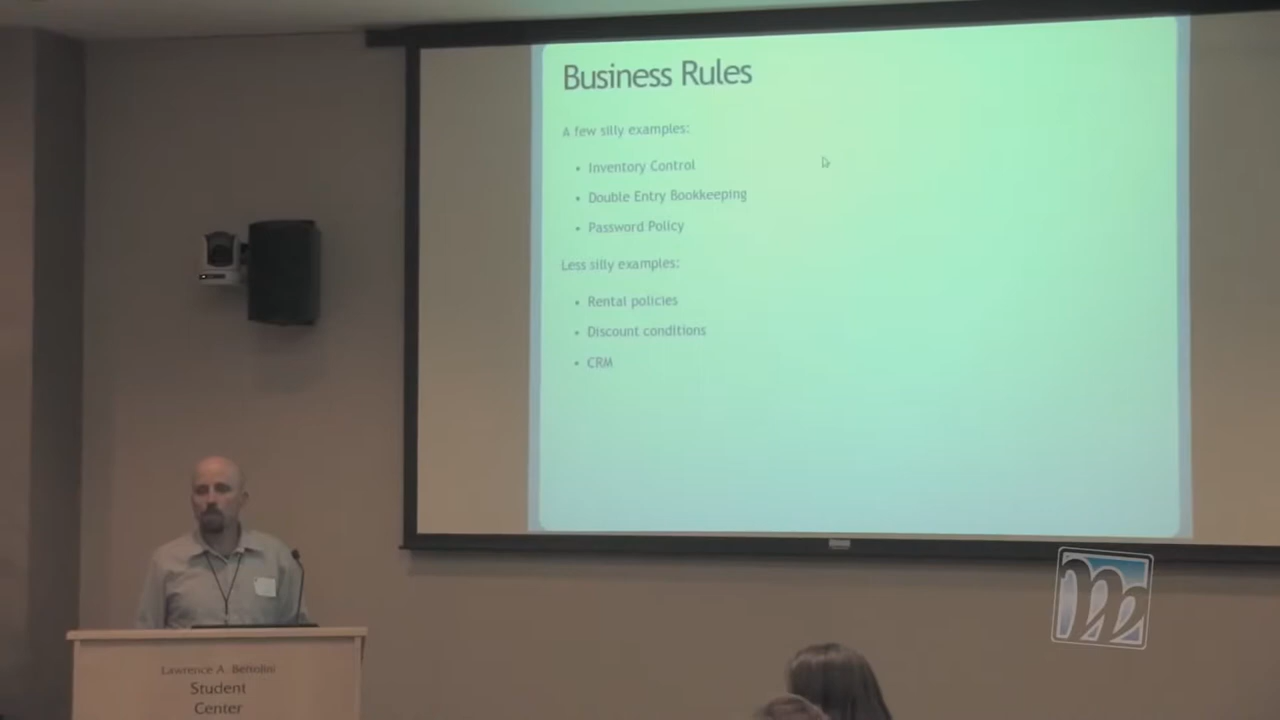 Business Rules
A few silly examples:
• Inventory Control
• Double Entry Bookkeeping
• Password Policy
Less silly examples:
• Rental policies
• Discount conditions
• CRM
Lawrence A. Bertolini
Student
Center